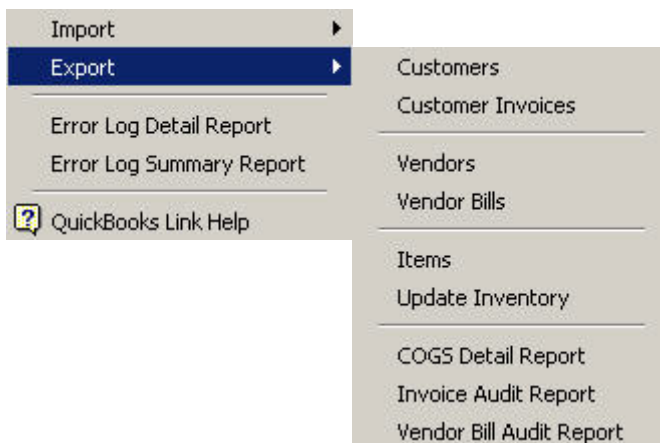 Import
Export
Error Log Detail Report
Error Log Summary Report
QuickBooks Link Help
Customers
Customer Invoices
Vendors
Vendor Bills
Items
Update Inventory
COGS Detail Report
Invoice Audit Report
Vendor Bill Audit Report